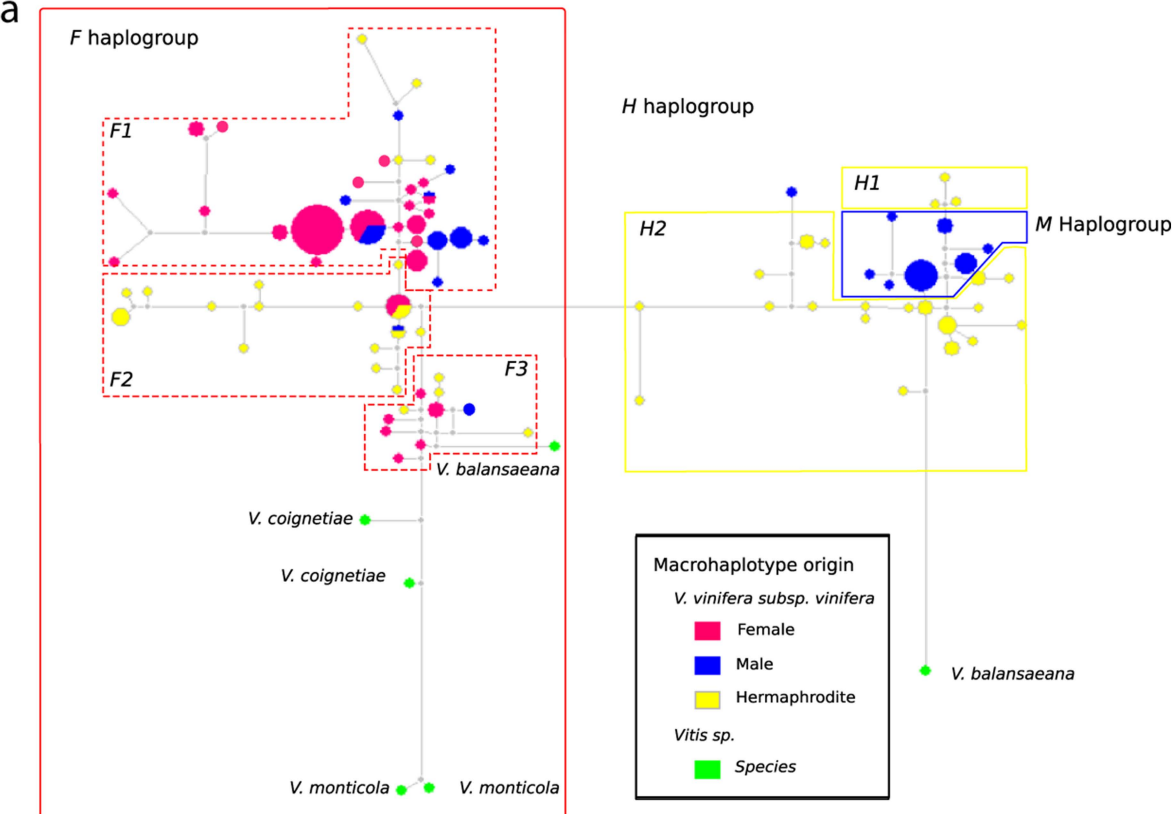 a
F haplogroup
H haplogroup
F1
H1
M Haplogroup
H2
F2
F3
V. balansaeana
V. coignetiae
V. coignetiae
Macrohaplotype origin
V. vinifera subsp. vinifera
Female
Male
Hermaphrodite
Vitis sp.
Species
V. balansaeana
V. monticola
V. monticola